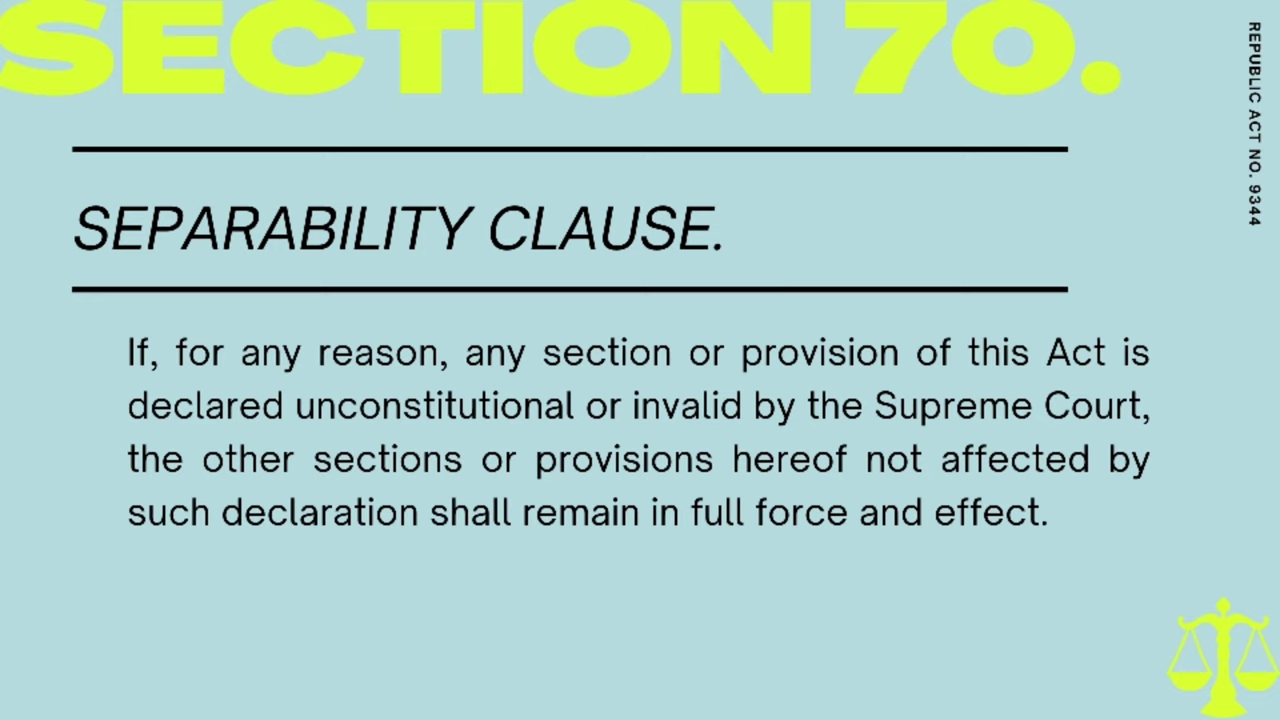 SECTION 70.
REPUBLIC ACT NO. 9344
SEPARABILITY CLAUSE.
If, for any reason, any section or provision of this Act is
declared unconstitutional or invalid by the Supreme Court,
the other sections or provisions hereof not affected by
such declaration shall remain in full force and effect.